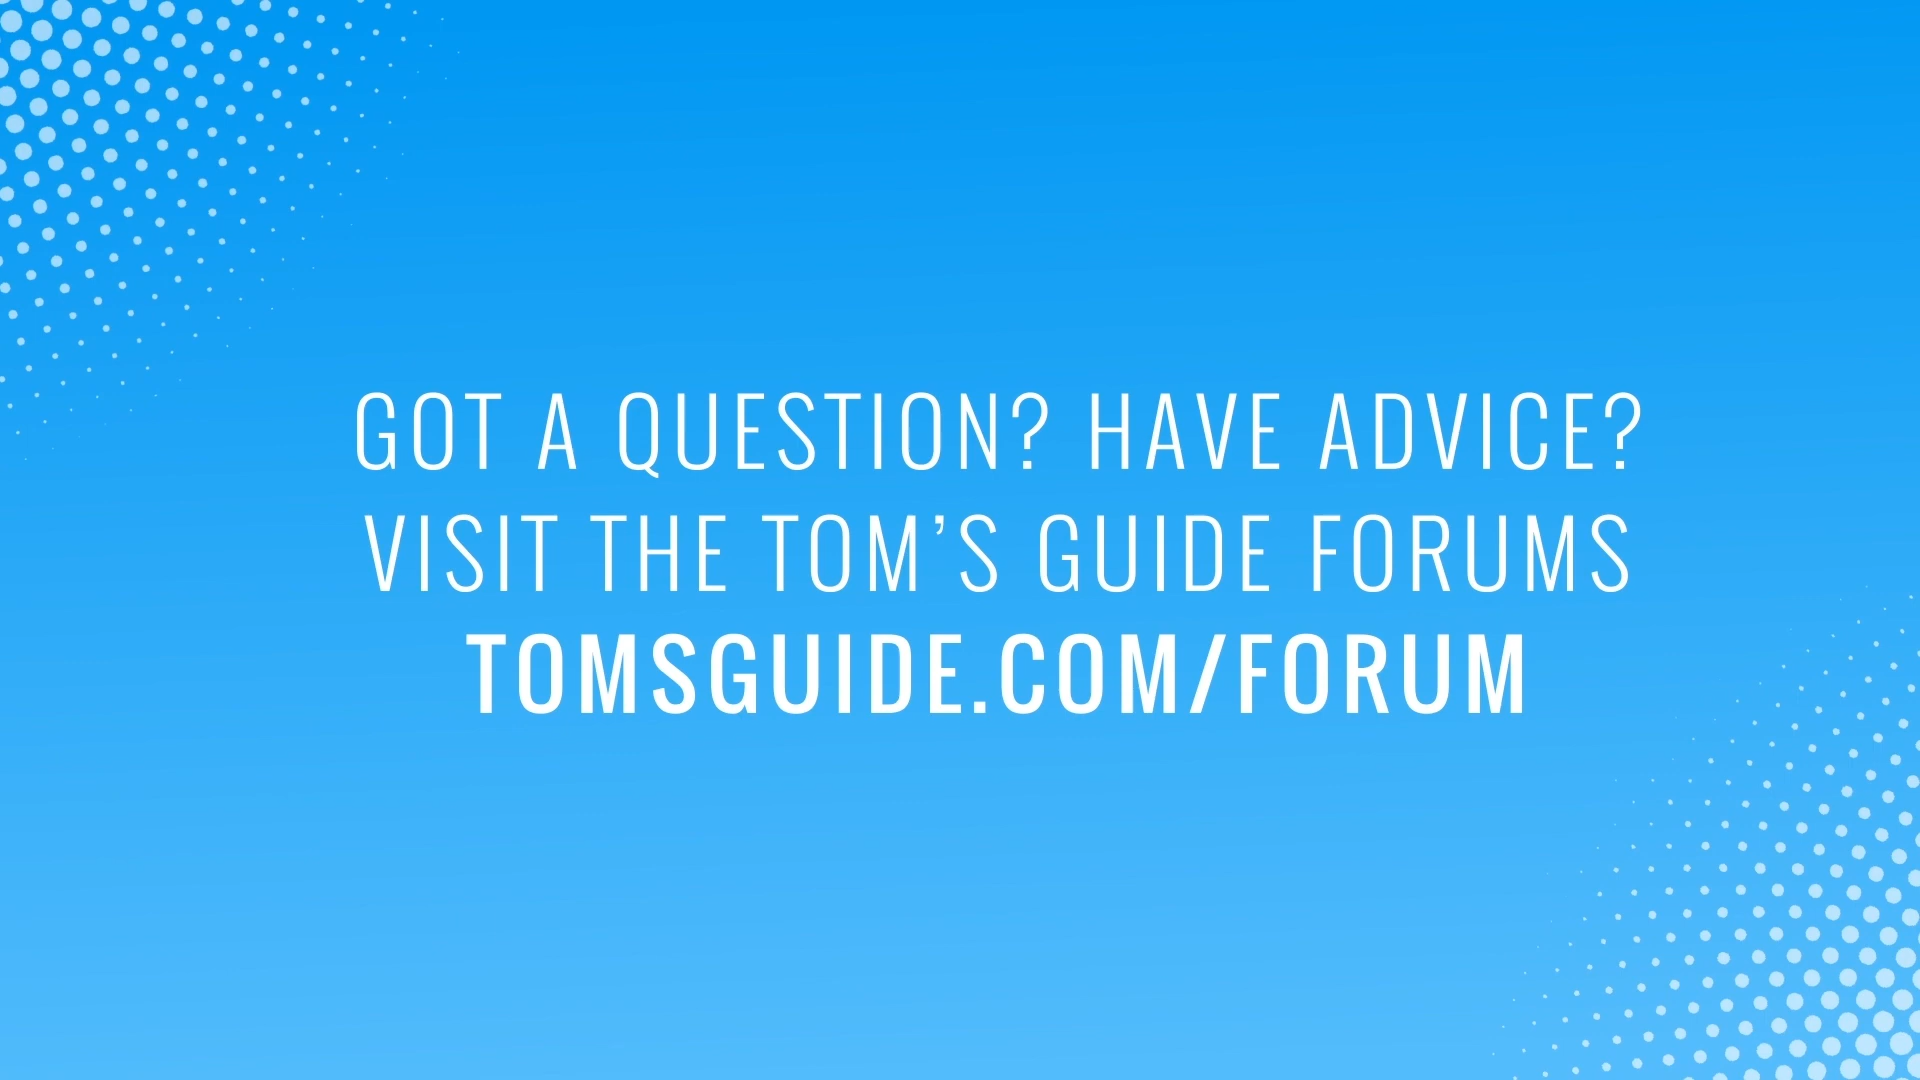 GOT A QUESTION? HAVE ADVICE?
VISIT THE TOM’S GUIDE FORUMS
TOMSGUIDE.COM/FORUM